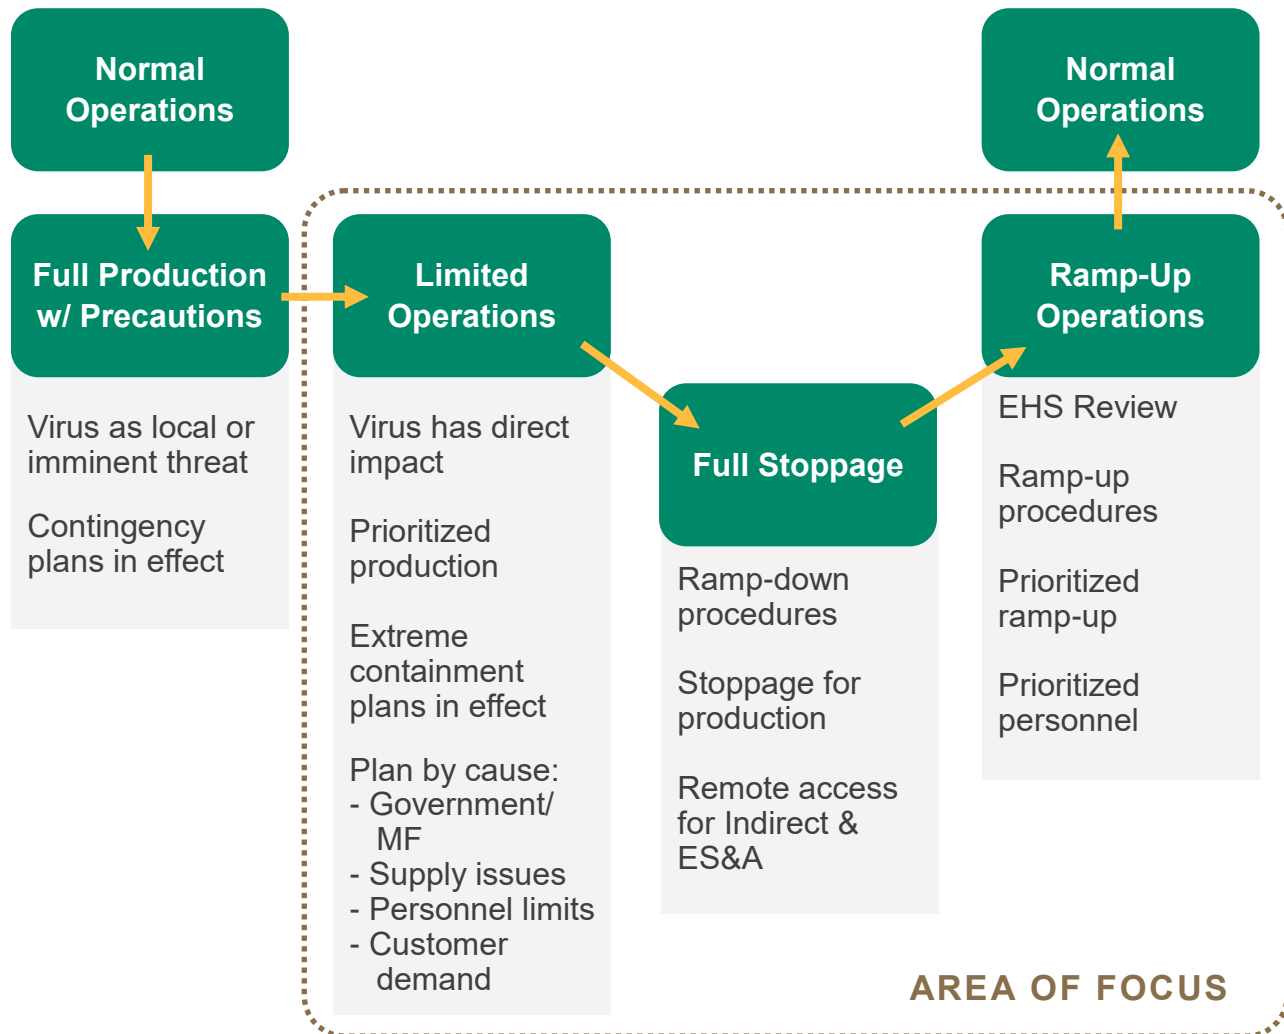 Normal
Operations
Full Production
w/ Precautions
Virus as local or
imminent threat
Contingency
plans in effect
Limited
Operations
Virus has direct
impact
Prioritized
production
Extreme
containment
plans in effect
Plan by cause:
- Government/
MF
- Supply issues
- Personnel limits
- Customer
demand
Full Stoppage
Ramp-down
procedures
Stoppage for
production
Remote access
for Indirect &
ES&A
Normal
Operations
Ramp-Up
Operations
EHS Review
Ramp-up
procedures
Prioritized
ramp-up
Prioritized
personnel
AREA OF FOCUS